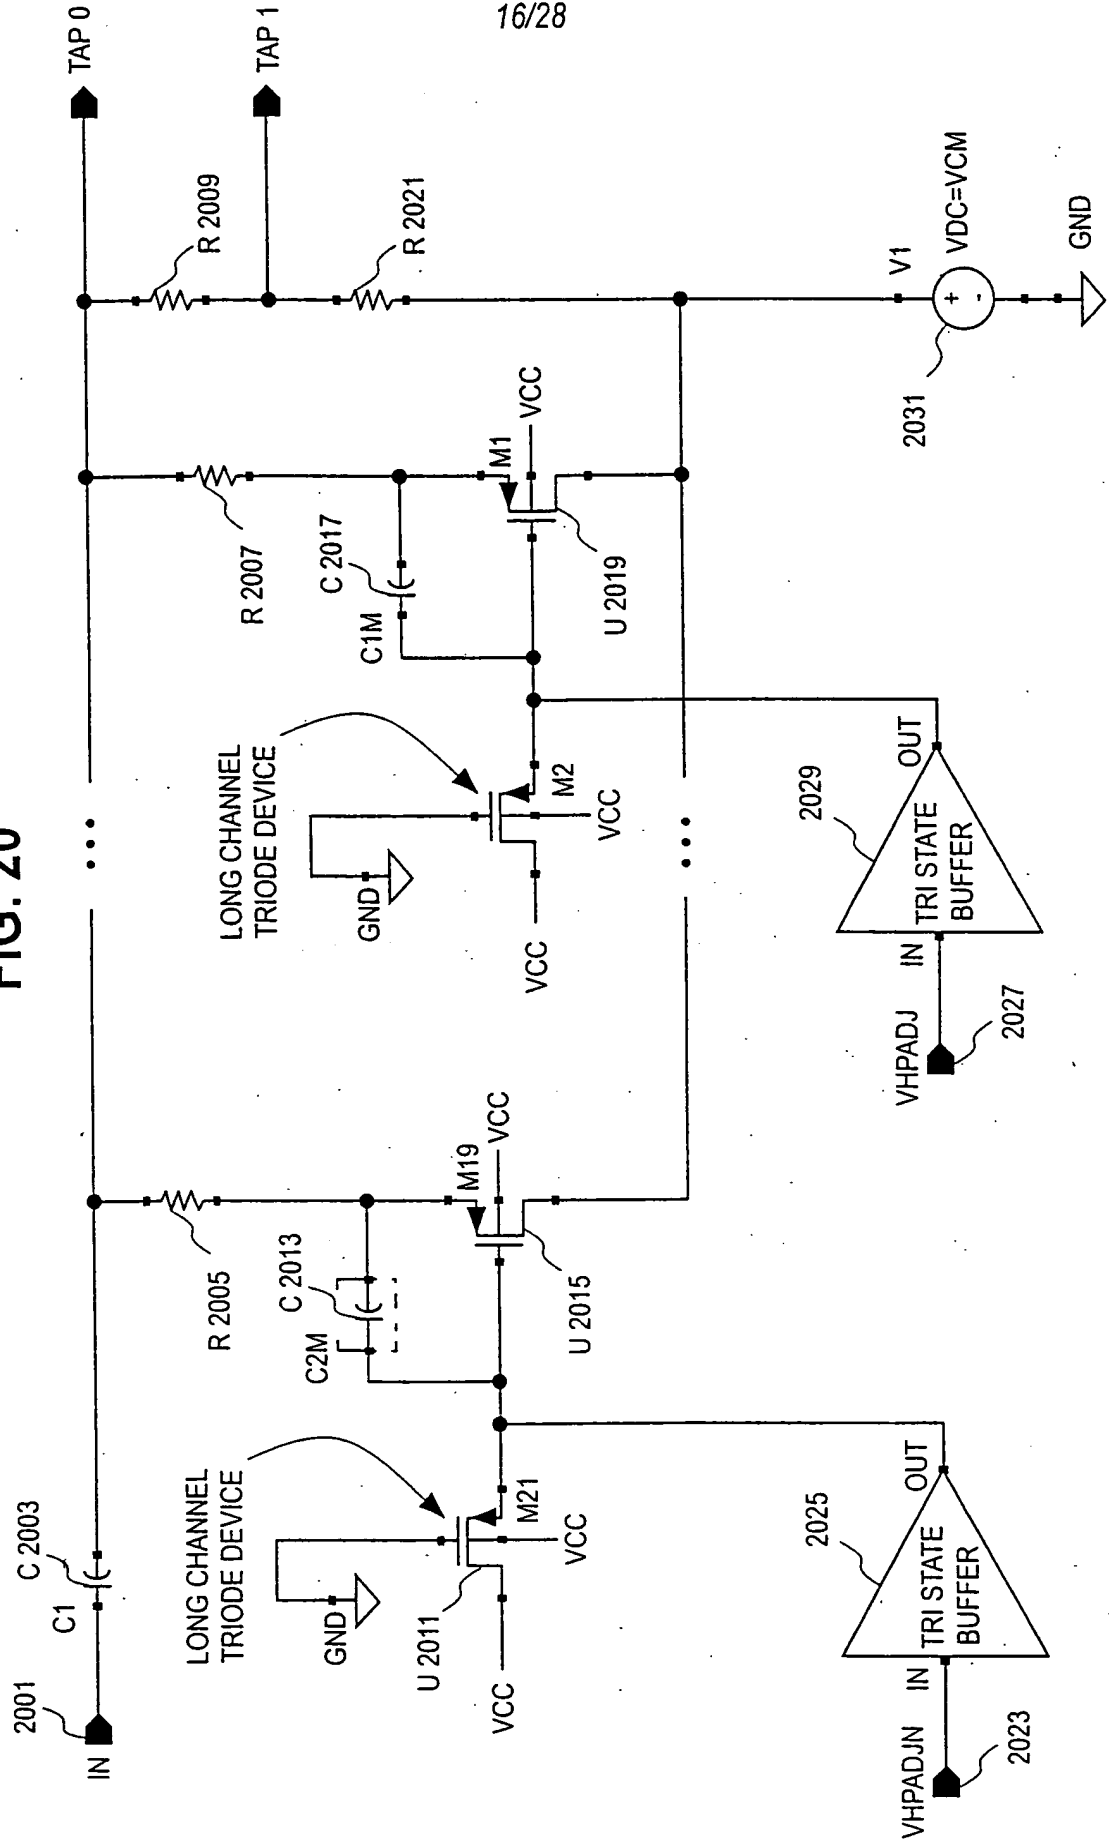 16/28
FIG. 20
IN
2001
C1
C 2003
TAP 0
TAP 1
R 2009
R 2021
R 2005
R 2007
C 2013
C2M
C 2017
C1M
M19
VCC
U 2015
M1
VCC
U 2019
LONG CHANNEL
TRIODE DEVICE
GND
U 2011
M21
VCC
VCC
LONG CHANNEL
TRIODE DEVICE
GND
M2
VCC
VCC
V1
VDC=VCM
+
-
2031
GND
VHPADJN
2023
IN
TRI STATE
BUFFER
OUT
2025
VHPADJ
2027
IN
TRI STATE
BUFFER
OUT
2029